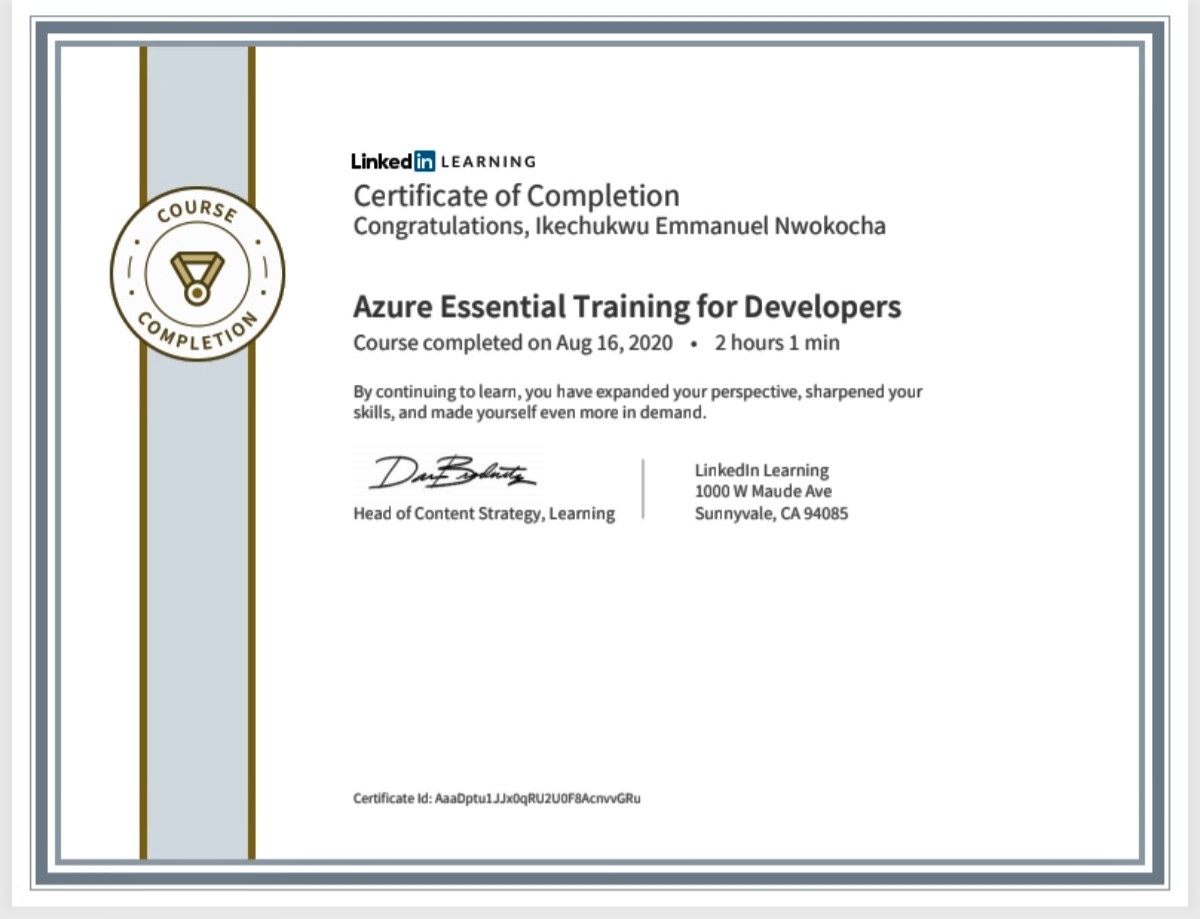 COURSE
COMPLETION
Linked in LEARNING
Certificate of Completion
Congratulations, Ikechukwu Emmanuel Nwokocha
Azure Essential Training for Developers
Course completed on Aug 16, 2020 • 2 hours 1 min
By continuing to learn, you have expanded your perspective, sharpened your
skills, and made yourself even more in demand.
Head of Content Strategy, Learning
LinkedIn Learning
1000 W Maude Ave
Sunnyvale, CA 94085
Certificate Id: AaaDptu1JJx0qRU2U0F8AcnvvGRu